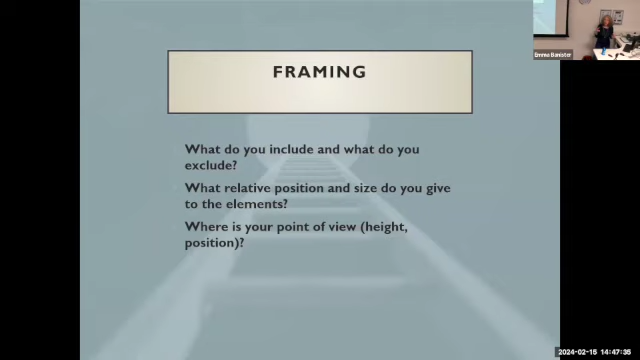 FRAMING
What do you include and what do you
exclude?
What relative position and size do you give
to the elements?
Where is your point of view (height,
position)?
Emma Banister
2024-02-15 14:47:35